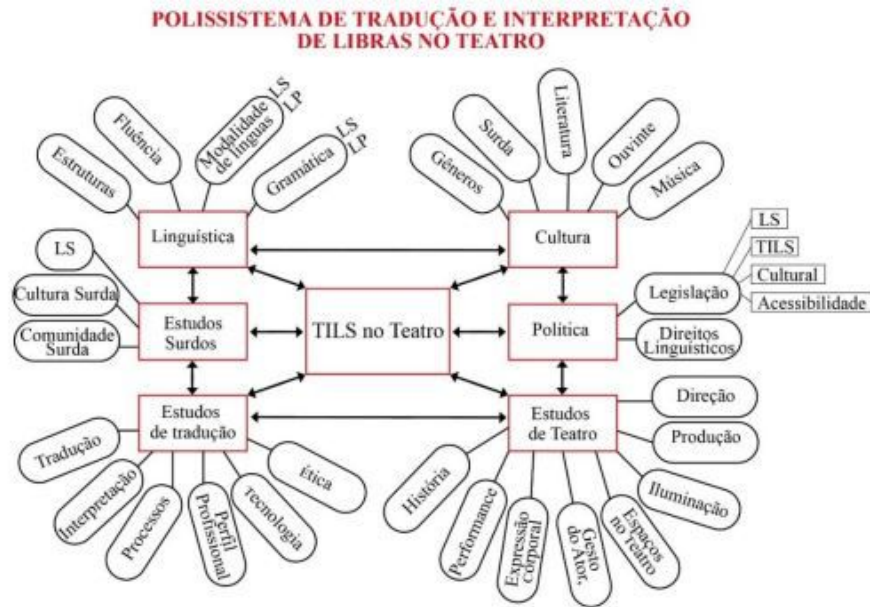 POLISSISTEMA DE TRADUÇÃO E INTERPRETAÇÃO
DE LIBRAS NO TEATRO
Estruturas
Fluência
Modalidade
de línguas
LS
LP
Gramática
LS
LP
Linguística
Gêneros
Surda
Literatura
Ouvinte
Música
Cultura
LS
Cultura Surda
Comunidade
Surda
Estudos
Surdos
TILS no Teatro
Política
Legislação
LS
TILS
Cultural
Acessibilidade
Direitos
Linguísticos
Estudos
de tradução
Tradução
Interpretação
Processos
Perfil
Profissional
tecnologia
Ética
Estudos
de Teatro
Direção
Produção
Iluminação
Espaços
no Teatro
Gesto
do Ator,
Expressão
corporal
Performance
História